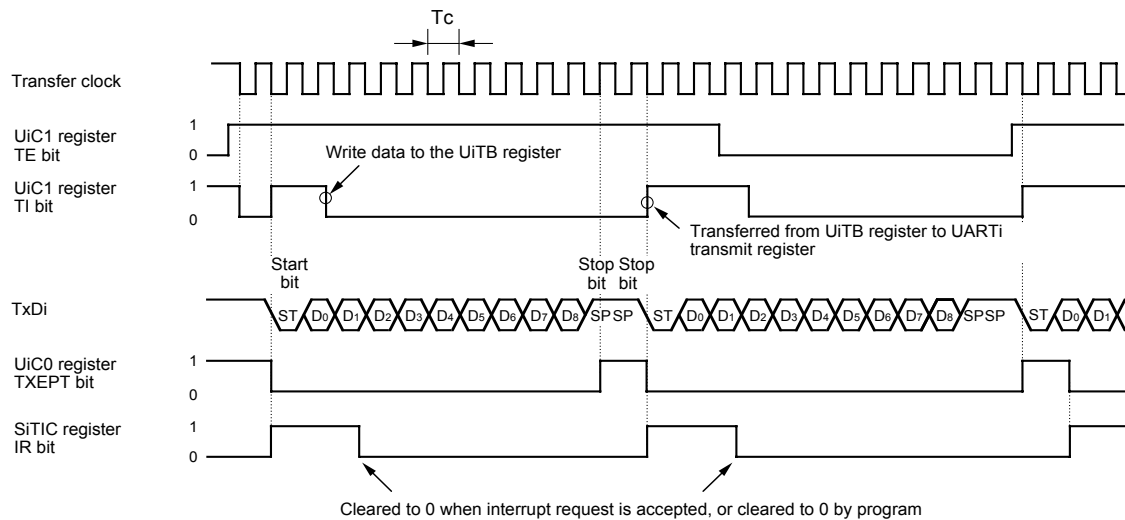 Tc
Transfer clock
UiC1 register
TE bit
1
0
Write data to the UiTB register
UiC1 register
TI bit
1
0
Transferred from UiTB register to UARTi
transmit register
Start
bit
Stop Stop
bit bit
TxDi
ST D0 D1 D2 D3 D4 D5 D6 D7 D8 SP SP ST D0 D1 D2 D3 D4 D5 D6 D7 D8 SP SP ST D0 D1
UiC0 register
TXEPT bit
1
0
SiTIC register
IR bit
1
0
Cleared to 0 when interrupt request is accepted, or cleared to 0 by program